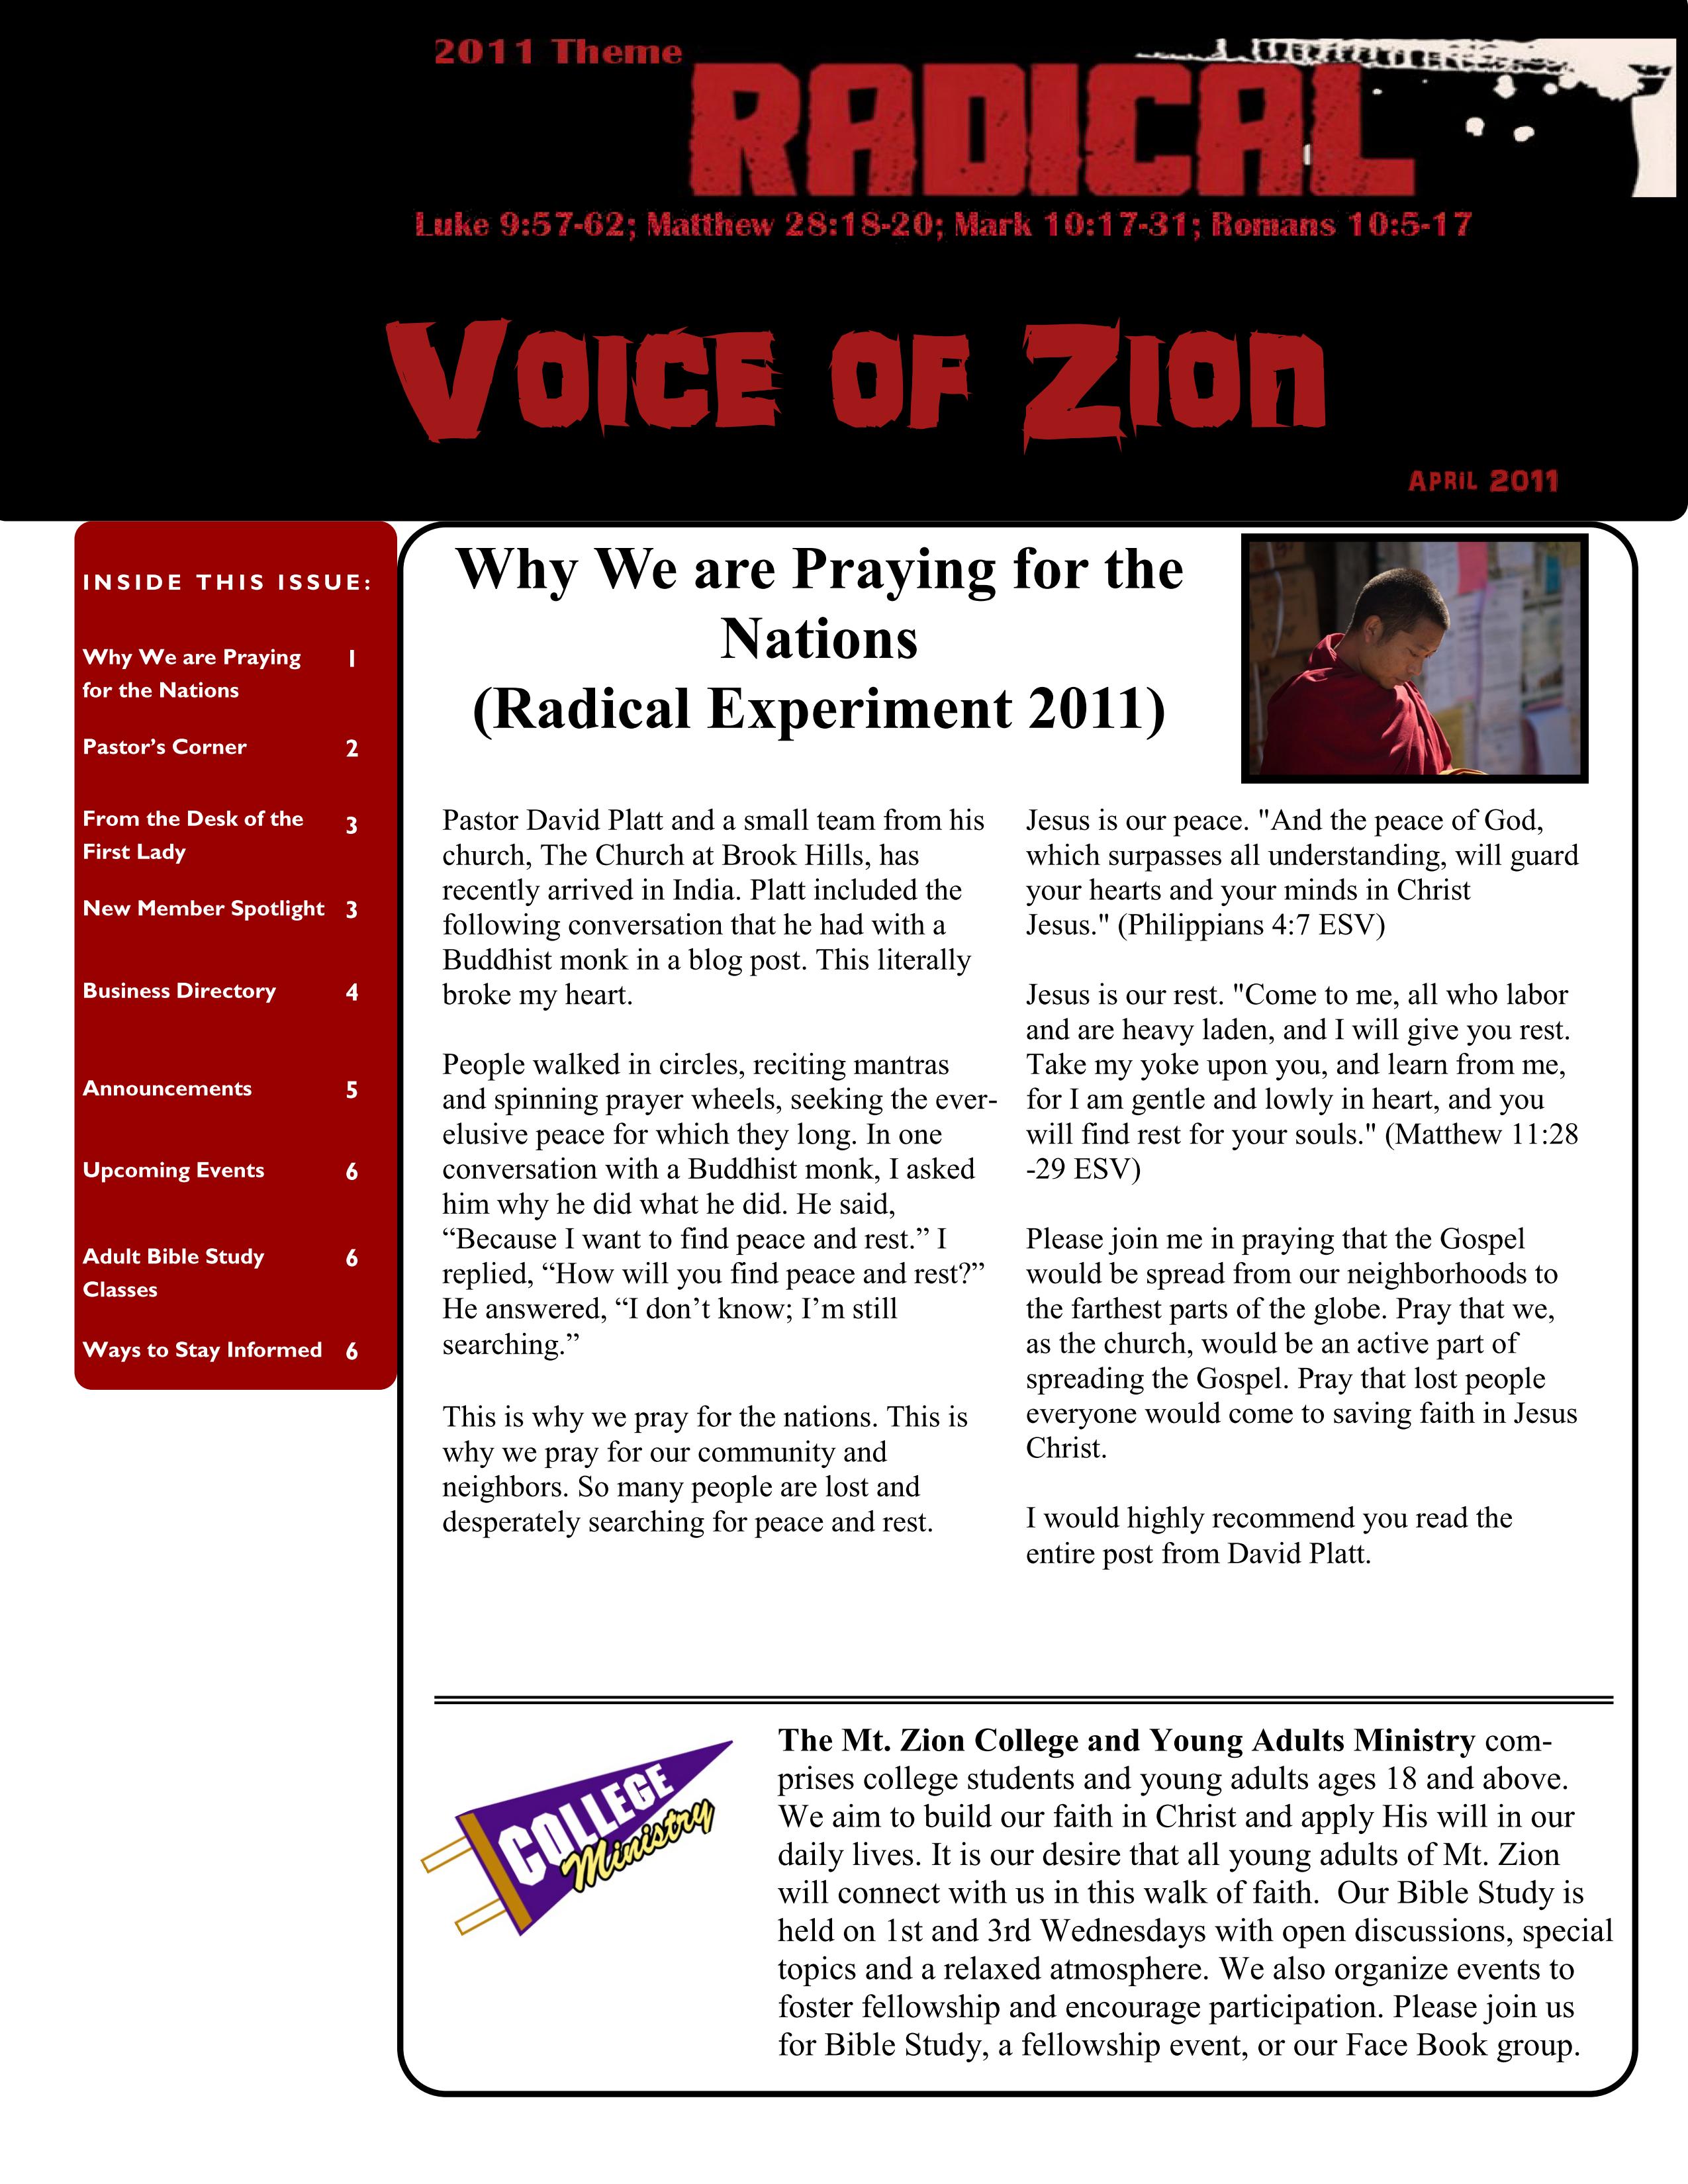 2011 Theme
RADICAL
Luke 9:57-62; Matthew 28:18-20; Mark 10:17-31; Romans 10:5-17
Voice of Zion
April 2011
INSIDE THIS ISSUE:
Why We are Praying 1
for the Nations
Pastor’s Corner 2
From the Desk of the 3
First Lady
New Member Spotlight 3
Business Directory 4
Announcements 5
Upcoming Events 6
Adult Bible Study 6
Classes
Ways to Stay Informed 6
Why We are Praying for the
Nations
(Radical Experiment 2011)
Pastor David Platt and a small team from his
church, The Church at Brook Hills, has
recently arrived in India. Platt included the
following conversation that he had with a
Buddhist monk in a blog post. This literally
broke my heart.
People walked in circles, reciting mantras
and spinning prayer wheels, seeking the ever-
elusive peace for which they long. In one
conversation with a Buddhist monk, I asked
him why he did what he did. He said,
“Because I want to find peace and rest.” I
replied, “How will you find peace and rest?”
He answered, “I don’t know; I’m still
searching.”
This is why we pray for the nations. This is
why we pray for our community and
neighbors. So many people are lost and
desperately searching for peace and rest.
Jesus is our peace. "And the peace of God,
which surpasses all understanding, will guard
your hearts and your minds in Christ
Jesus." (Philippians 4:7 ESV)
Jesus is our rest. "Come to me, all who labor
and are heavy laden, and I will give you rest.
Take my yoke upon you, and learn from me,
for I am gentle and lowly in heart, and you
will find rest for your souls." (Matthew 11:28
-29 ESV)
Please join me in praying that the Gospel
would be spread from our neighborhoods to
the farthest parts of the globe. Pray that we,
as the church, would be an active part of
spreading the Gospel. Pray that lost people
everyone would come to saving faith in Jesus
Christ.
I would highly recommend you read the
entire post from David Platt.
COLLEGE
Ministry
The Mt. Zion College and Young Adults Ministry com-
prises college students and young adults ages 18 and above.
We aim to build our faith in Christ and apply His will in our
daily lives. It is our desire that all young adults of Mt. Zion
will connect with us in this walk of faith.  Our Bible Study is
held on 1st and 3rd Wednesdays with open discussions, special
topics and a relaxed atmosphere. We also organize events to
foster fellowship and encourage participation. Please join us
for Bible Study, a fellowship event, or our Face Book group.